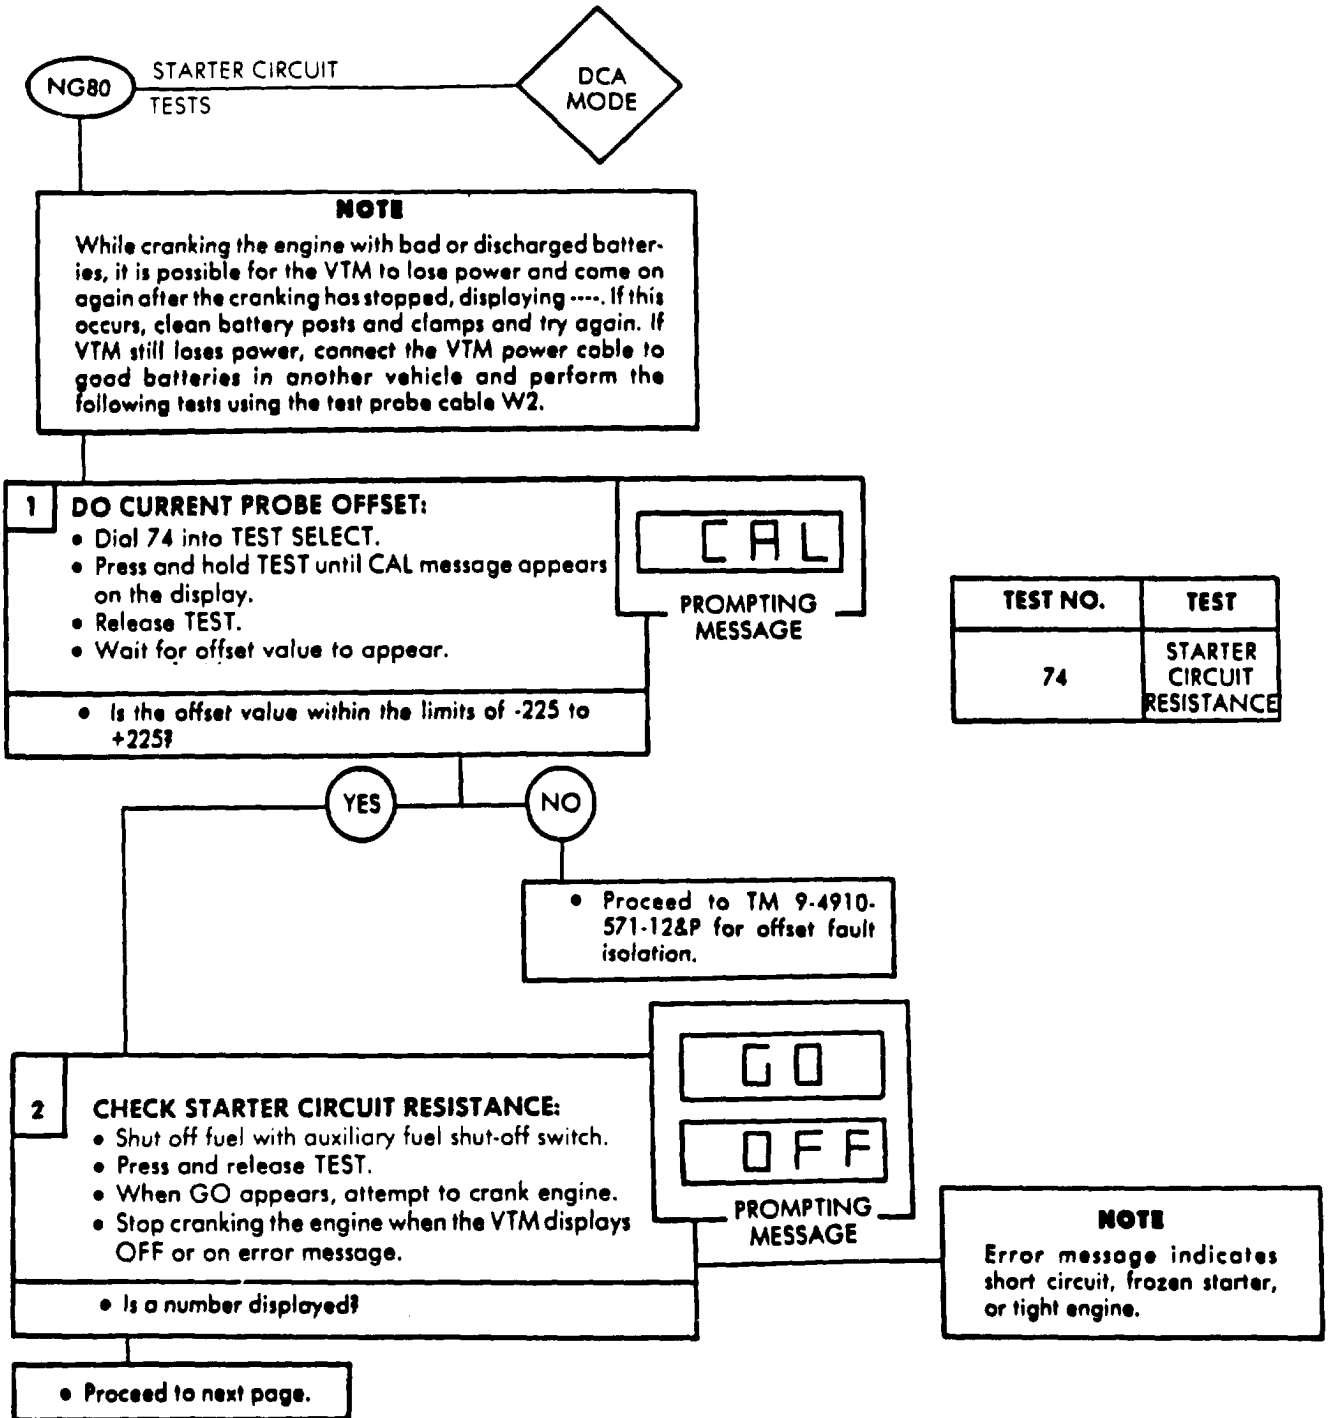 NG80
STARTER CIRCUIT
TESTS
DCA
MODE
NOTE
While cranking the engine with bad or discharged batter-
ies, it is possible for the VTM to lose power and come on
again after the cranking has stopped, displaying ----. If this
occurs, clean battery posts and clamps and try again. If
VTM still loses power, connect the VTM power cable to
good batteries in another vehicle and perform the
following tests using the test probe cable W2.
1 DO CURRENT PROBE OFFSET:
• Dial 74 into TEST SELECT.
• Press and hold TEST until CAL message appears
on the display.
• Release TEST.
• Wait for offset value to appear.
• Is the offset value within the limits of -225 to
+225?
CAL
PROMPTING
MESSAGE
TEST NO. TEST
74 STARTER
CIRCUIT
RESISTANCE
YES
NO
• Proceed to TM 9-4910-
571-12&P for offset fault
isolation.
2 CHECK STARTER CIRCUIT RESISTANCE:
• Shut off fuel with auxiliary fuel shut-off switch.
• Press and release TEST.
• When GO appears, attempt to crank engine.
• Stop cranking the engine when the VTM displays
OFF or on error message.
• Is a number displayed?
GO
OFF
PROMPTING
MESSAGE
NOTE
Error message indicates
short circuit, frozen starter,
or tight engine.
• Proceed to next page.